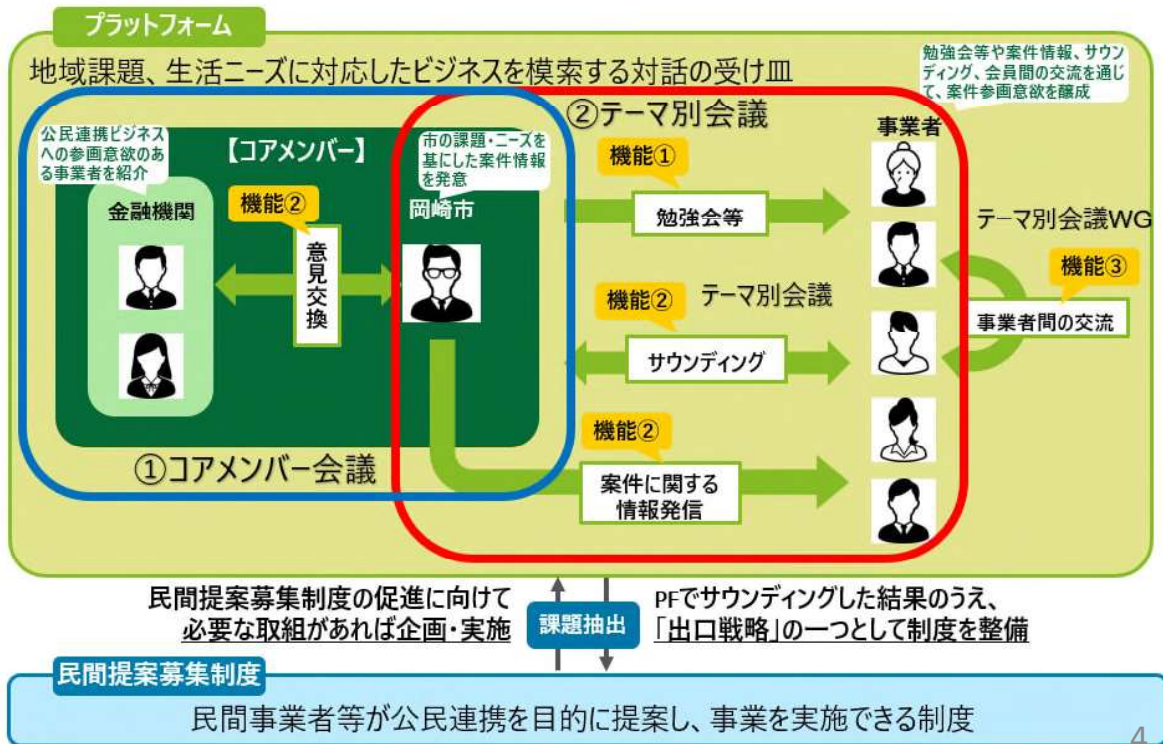 プラットフォーム
地域課題、生活ニーズに対応したビジネスを模索する対話の受け皿
勉強会等や案件情報、サウン
ディング、会員間の交流を通じ
て、案件参画意欲を醸成
公民連携ビジネス
への参画意欲のあ
る事業者を紹介
【コアメンバー】
市の課題・ニーズを
基にした案件情報
を発意
金融機関
機能②
意見交換
岡崎市
①コアメンバー会議
②テーマ別会議
事業者
機能①
勉強会等
機能②
テーマ別会議
サウンディング
機能②
案件に関する
情報発信
テーマ別会議WG
機能③
事業者間の交流
民間提案募集制度の促進に向けて
必要な取組があれば企画・実施
課題抽出
PFでサウンディングした結果のうえ、
「出口戦略」の一つとして制度を整備
民間提案募集制度
民間事業者等が公民連携を目的に提案し、事業を実施できる制度
4